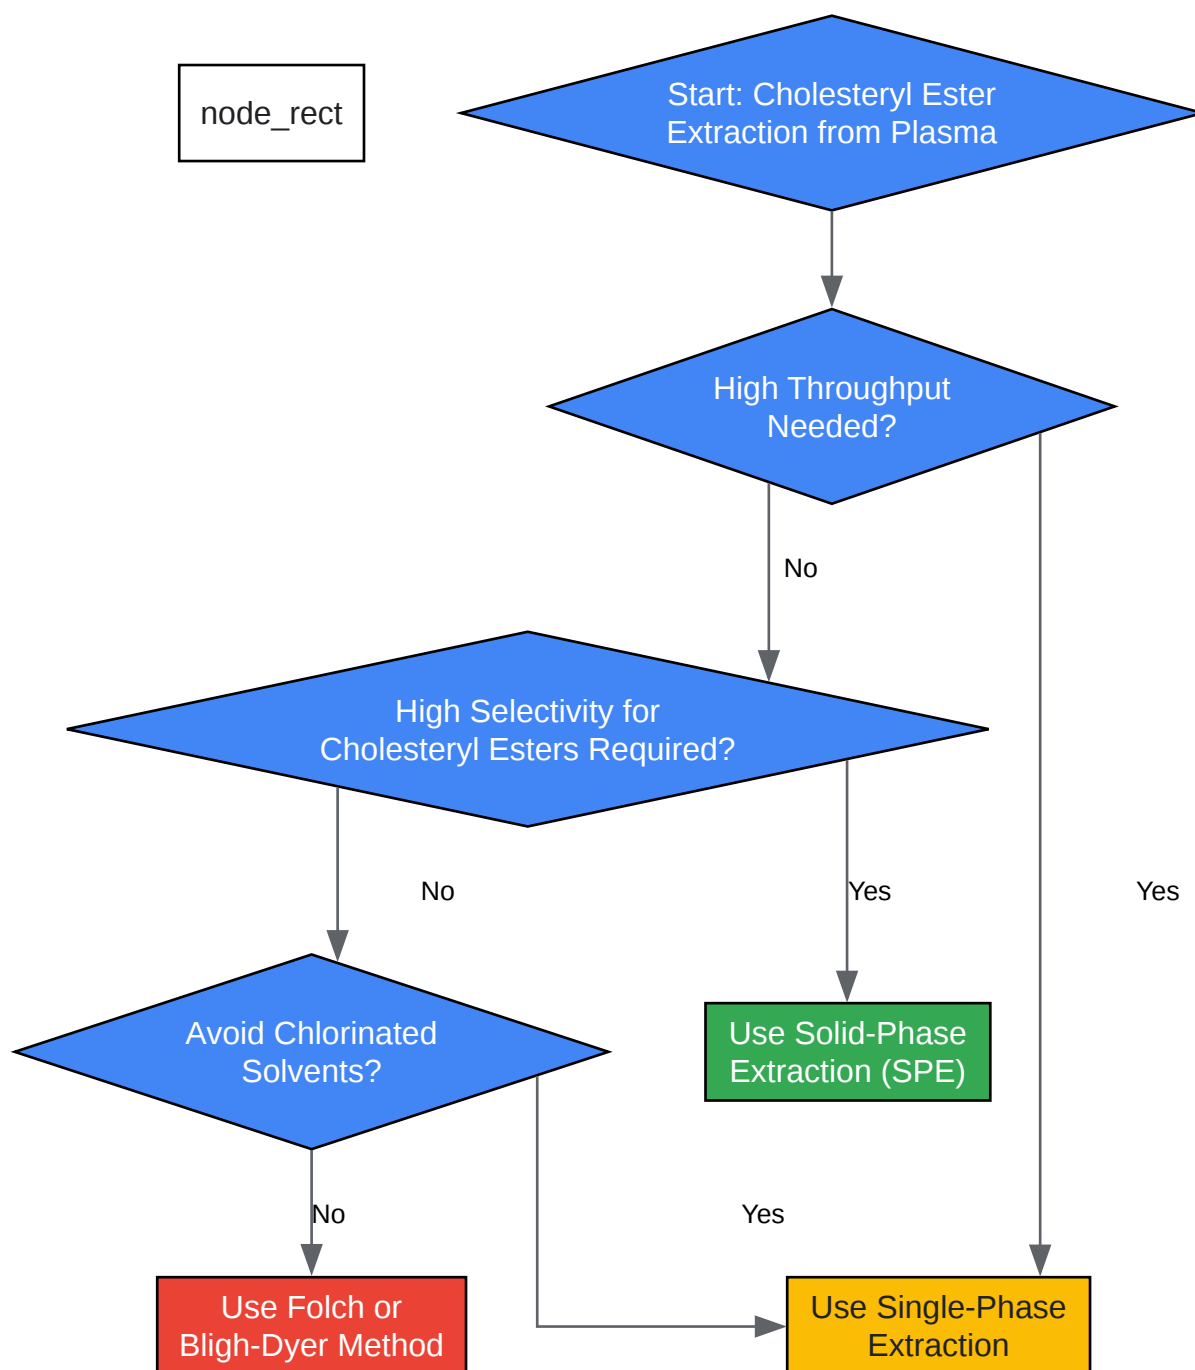 node_rect
Start: Cholesteryl Ester
Extraction from Plasma
High Throughput
Needed?
No
High Selectivity for
Cholesteryl Esters Required?
No
Yes
Yes
Avoid Chlorinated
Solvents?
Use Solid-Phase
Extraction (SPE)
No
Yes
Use Folch or
Bligh-Dyer Method
Use Single-Phase
Extraction